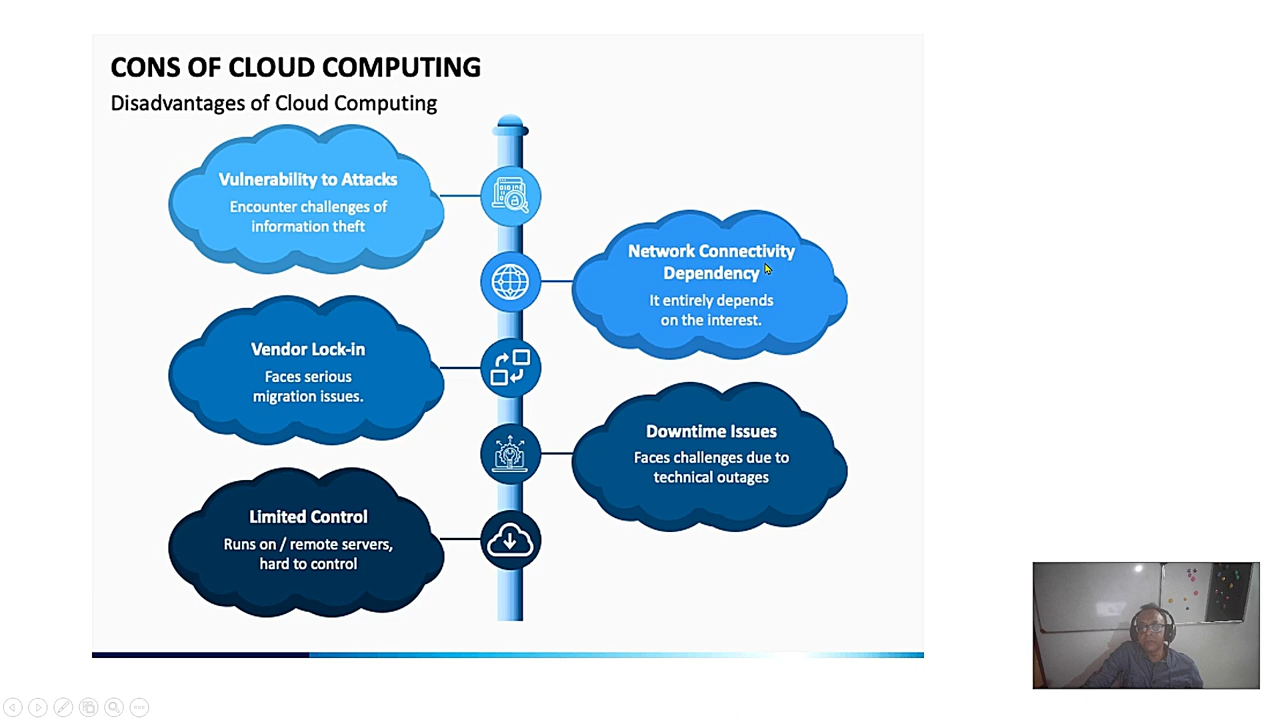 CONS OF CLOUD COMPUTING
Disadvantages of Cloud Computing
Vulnerability to Attacks
Encounter challenges of
information theft
Network Connectivity
Dependency
It entirely depends
on the interest.
Vendor Lock-in
Faces serious
migration issues.
Downtime Issues
Faces challenges due to
technical outages
Limited Control
Runs on / remote servers,
hard to control